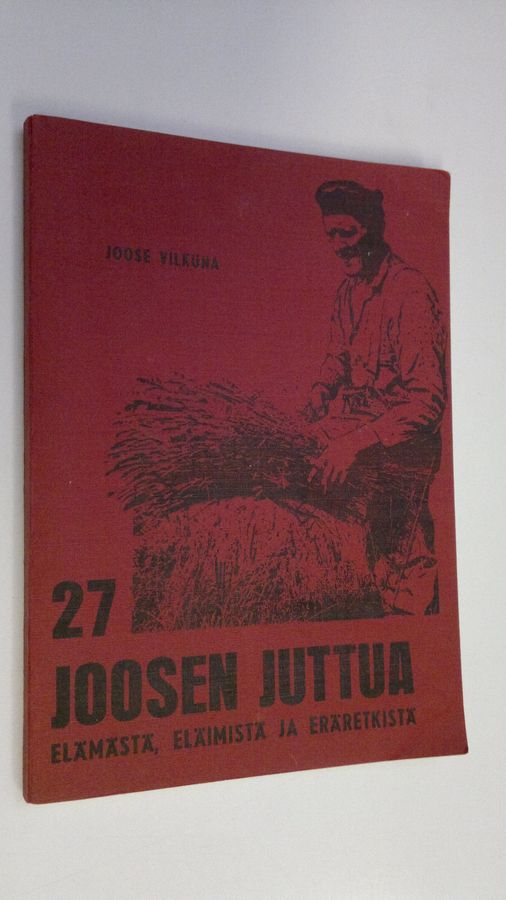 JOOSE VILKUNA
27
JOOSEN JUTTUA
ELÄMÄSTÄ, ELÄIMISTÄ JA ERÄRETKISTÄ